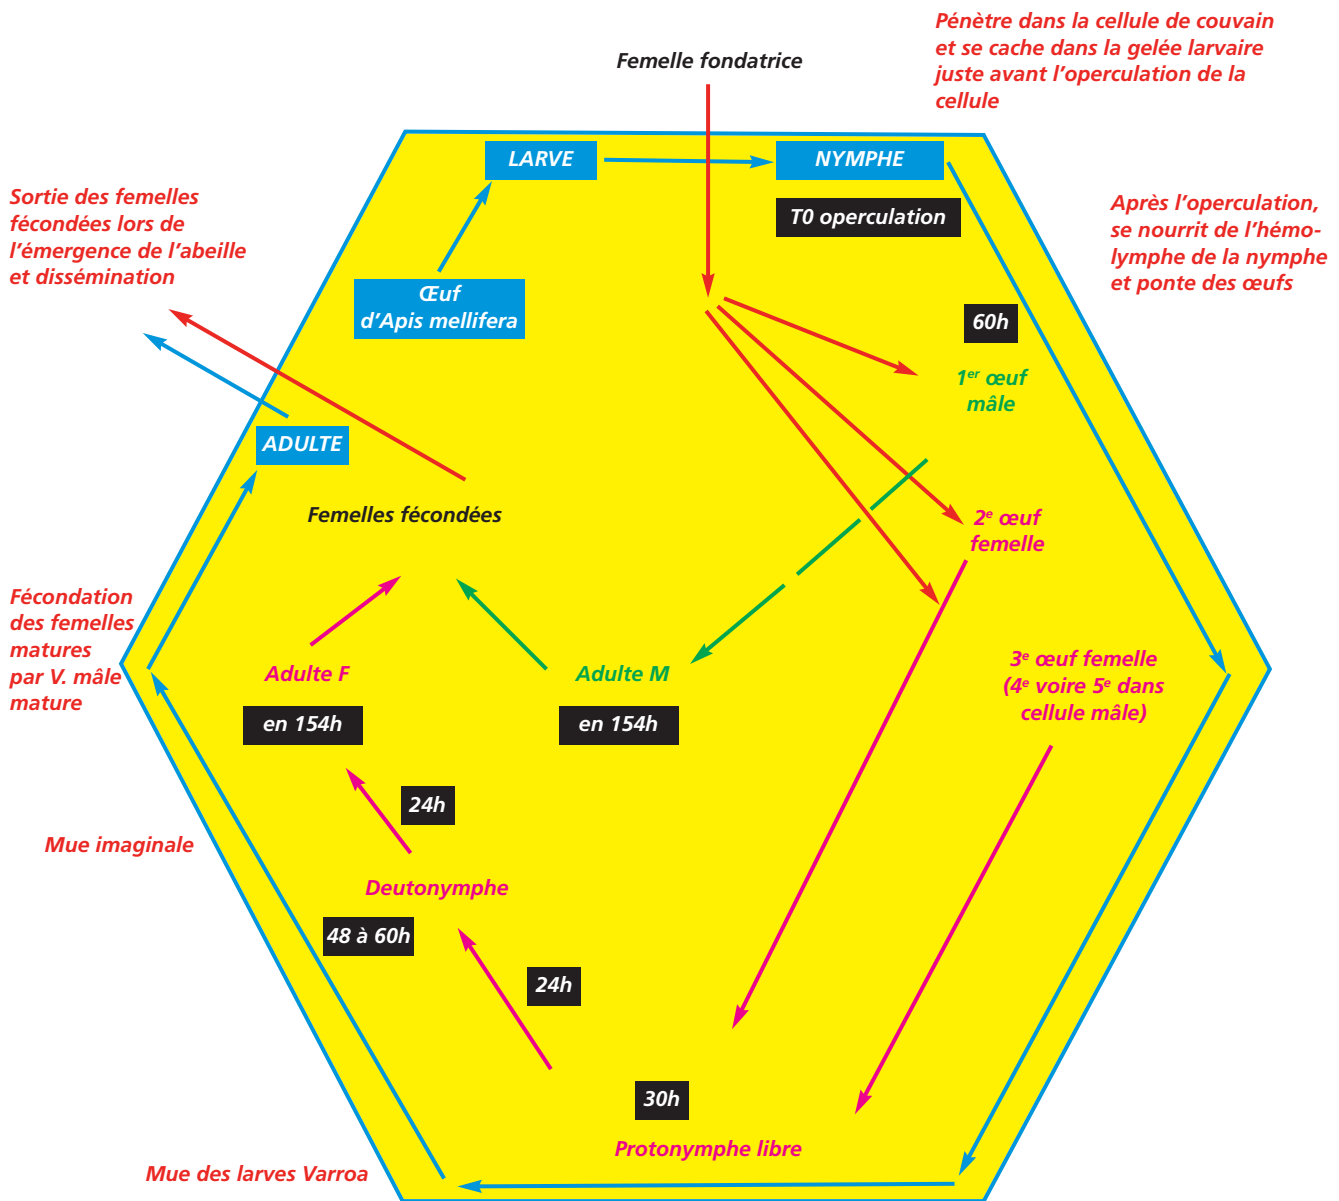 Pénètre dans la cellule de couvain
et se cache dans la gelée larvaire
juste avant l'operculation de la
cellule
Femelle fondatrice
LARVE
NYMPHE
T0 operculation
Sortie des femelles
fécondées lors de
l'émergence de l'abeille
et dissémination
Après l'operculation,
se nourrit de l'hémo-
lymphe de la nymphe
et ponte des œufs
Œuf
d'Apis mellifera
60h
1er œuf
mâle
ADULTE
Femelles fécondées
2e œuf
femelle
Fécondation
des femelles
matures
par V. mâle
mature
Adulte F
en 154h
Adulte M
en 154h
3e œuf femelle
(4e voire 5e dans
cellule mâle)
24h
Mue imaginale
Deutonymphe
48 à 60h
24h
30h
Protonymphe libre
Mue des larves Varroa